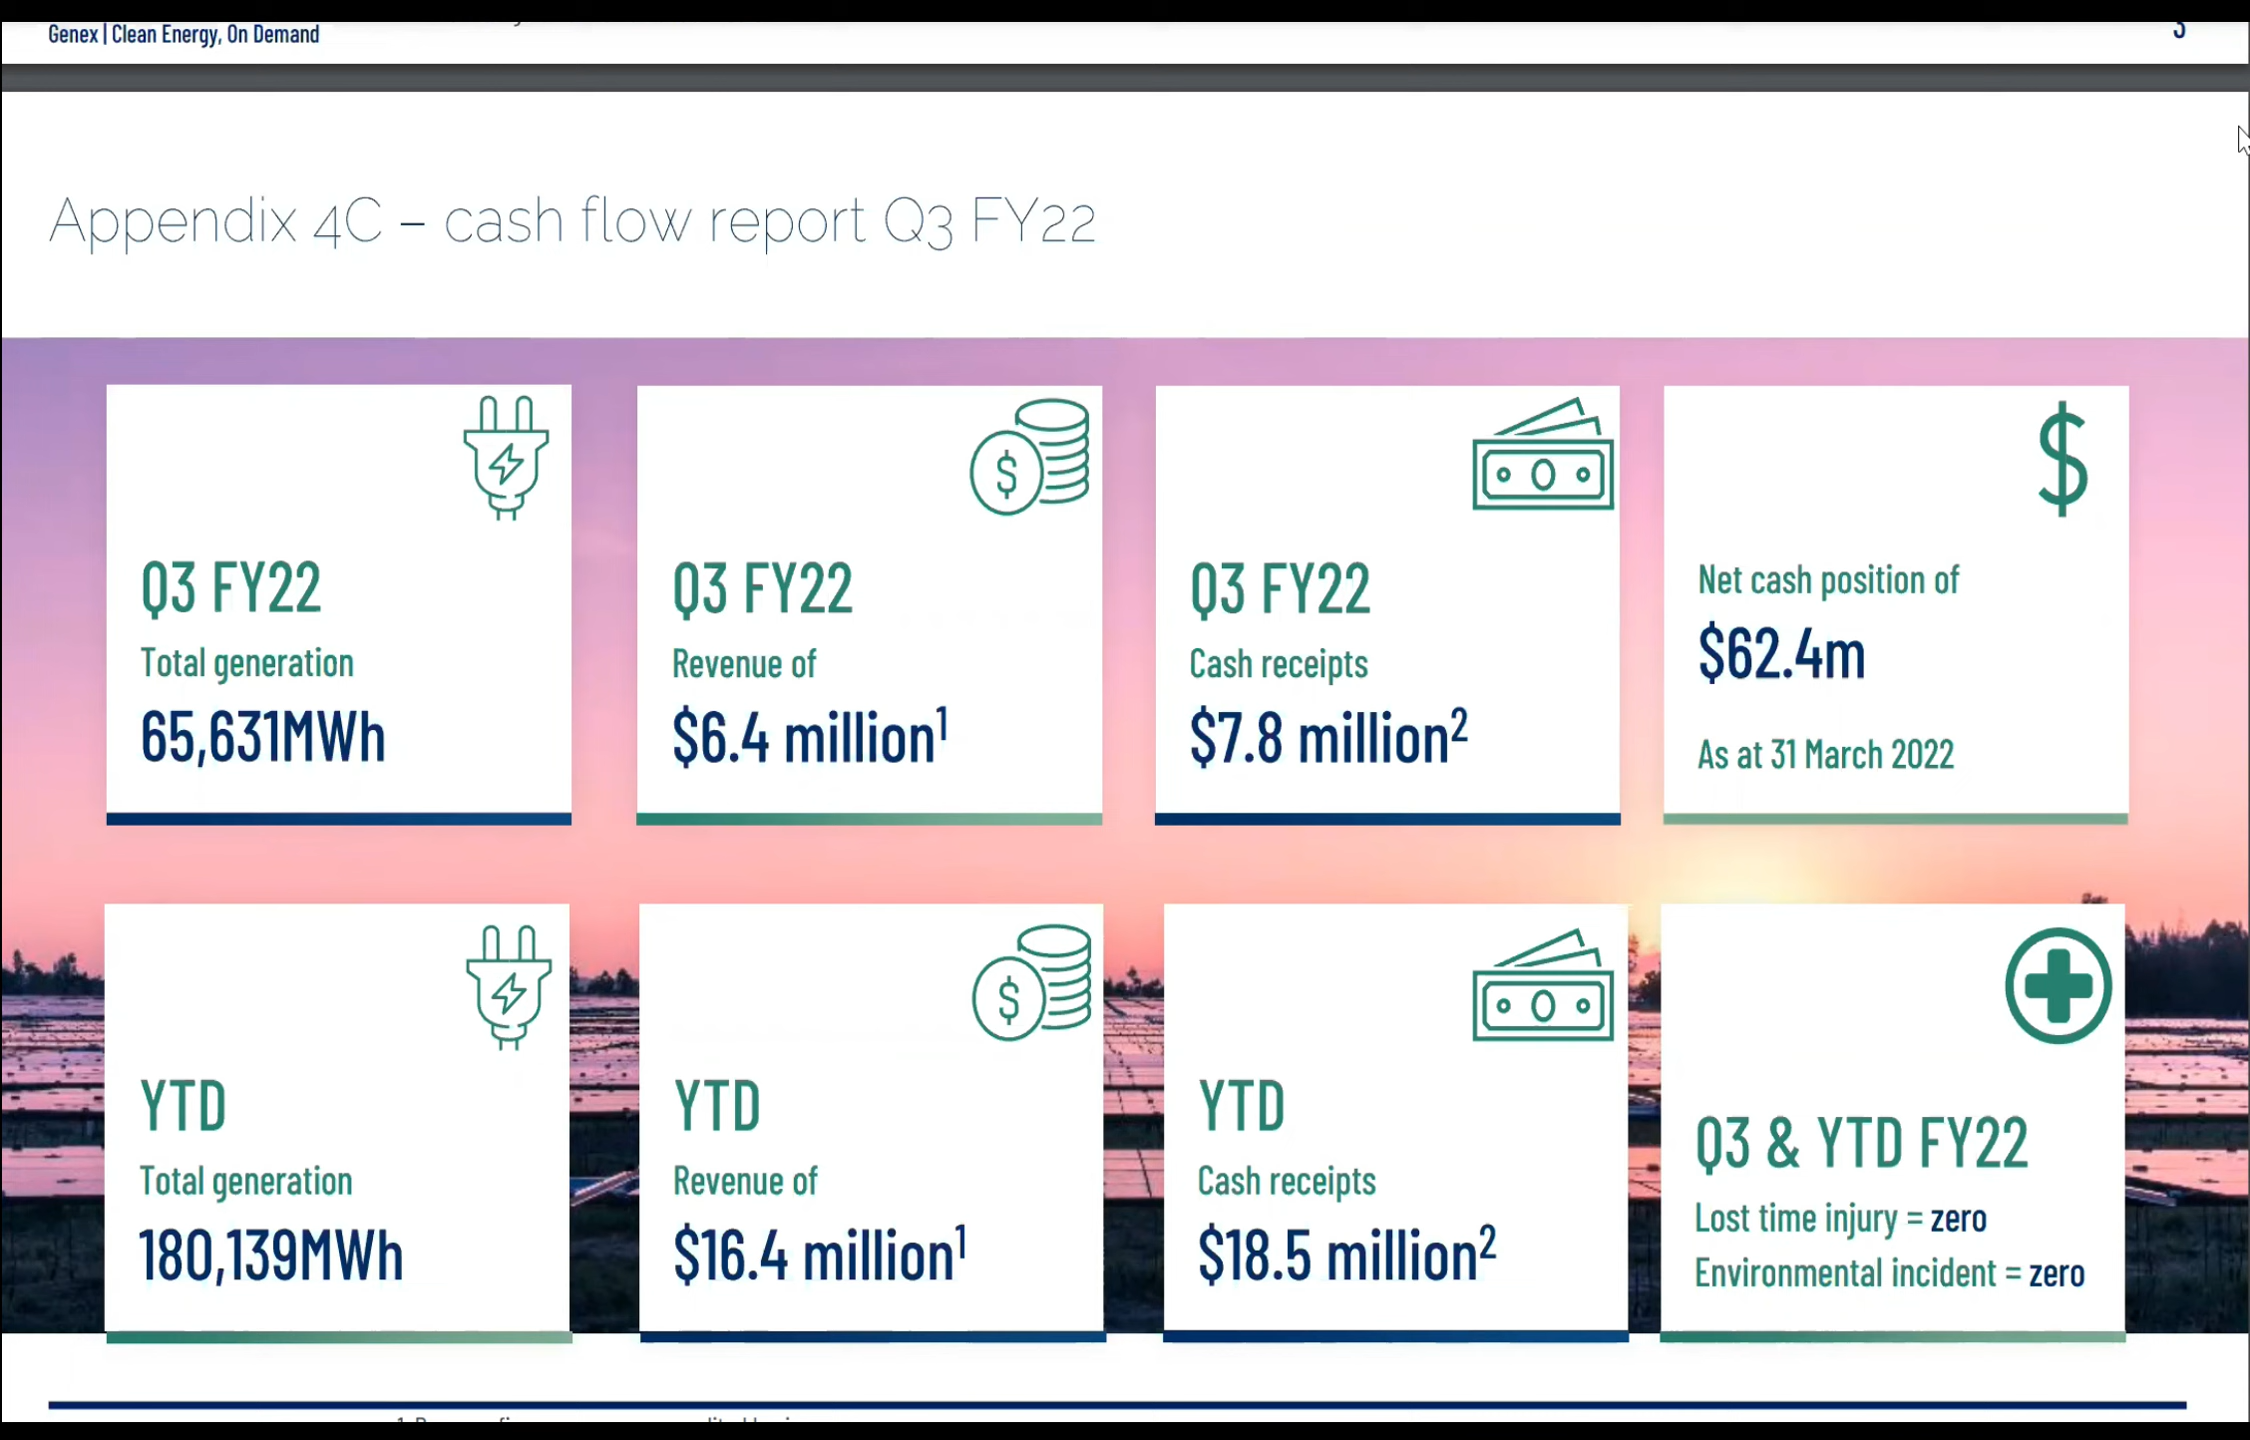 Genex | Clean Energy, On Demand
3
Appendix 4C – cash flow report Q3 FY22
Q3 FY22
Total generation
65,631MWh
Q3 FY22
Revenue of
$6.4 million¹
Q3 FY22
Cash receipts
$7.8 million²
Net cash position of
$62.4m
As at 31 March 2022
YTD
Total generation
180,139MWh
YTD
Revenue of
$16.4 million¹
YTD
Cash receipts
$18.5 million²
Q3 & YTD FY22
Lost time injury = zero
Environmental incident = zero